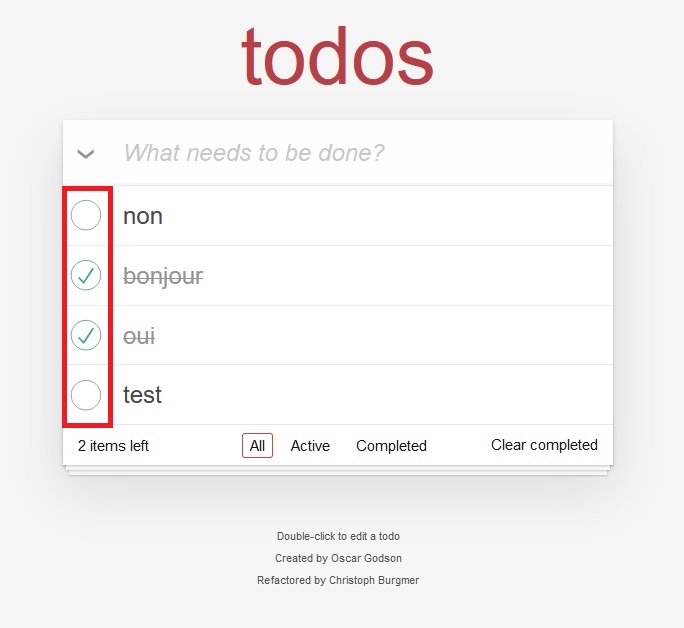 todos
What needs to be done?
non
bonjour
oui
test
2 items left All Active Completed Clear completed
Double-click to edit a todo
Created by Oscar Godson
Refactored by Christoph Burgmer